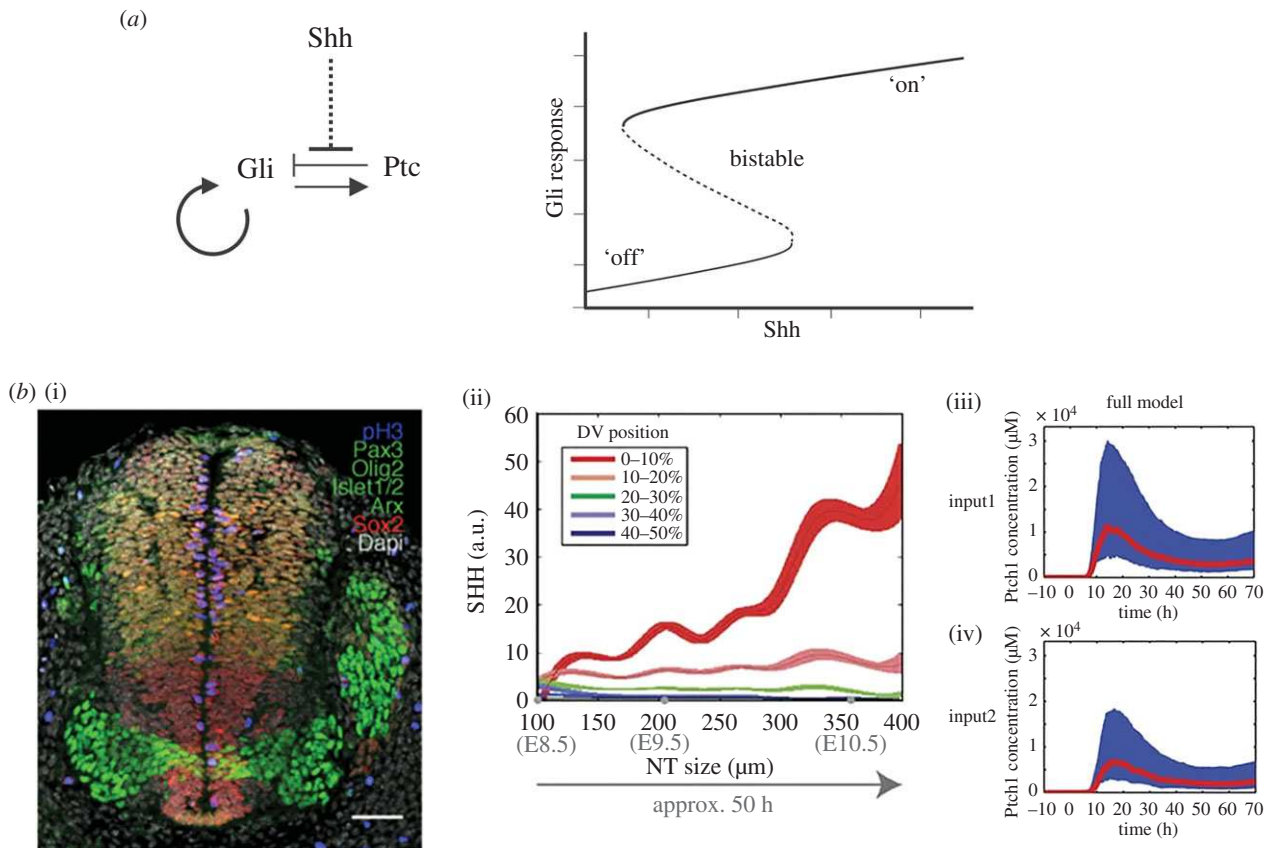 (a)
Shh
Gli
Ptc
Gli response
'on'
bistable
'off'
Shh
(b) (i)
pH3
Pax3
Olig2
Islet1/2
Arx
Sox2
Dapi
(ii)
SHH (a.u.)
60
50
40
30
20
10
0
DV position
0–10%
10–20%
20–30%
30–40%
40–50%
100 150 200 250 300 350 400
(E8.5) (E9.5) (E10.5)
NT size (μm)
approx. 50 h
(iii)
full model
× 10⁴
input1
Ptch1 concentration (μM)
3
2
1
0
–10 0 10 20 30 40 50 60 70
time (h)
(iv)
× 10⁴
input2
Ptch1 concentration (μM)
3
2
1
0
–10 0 10 20 30 40 50 60 70
time (h)